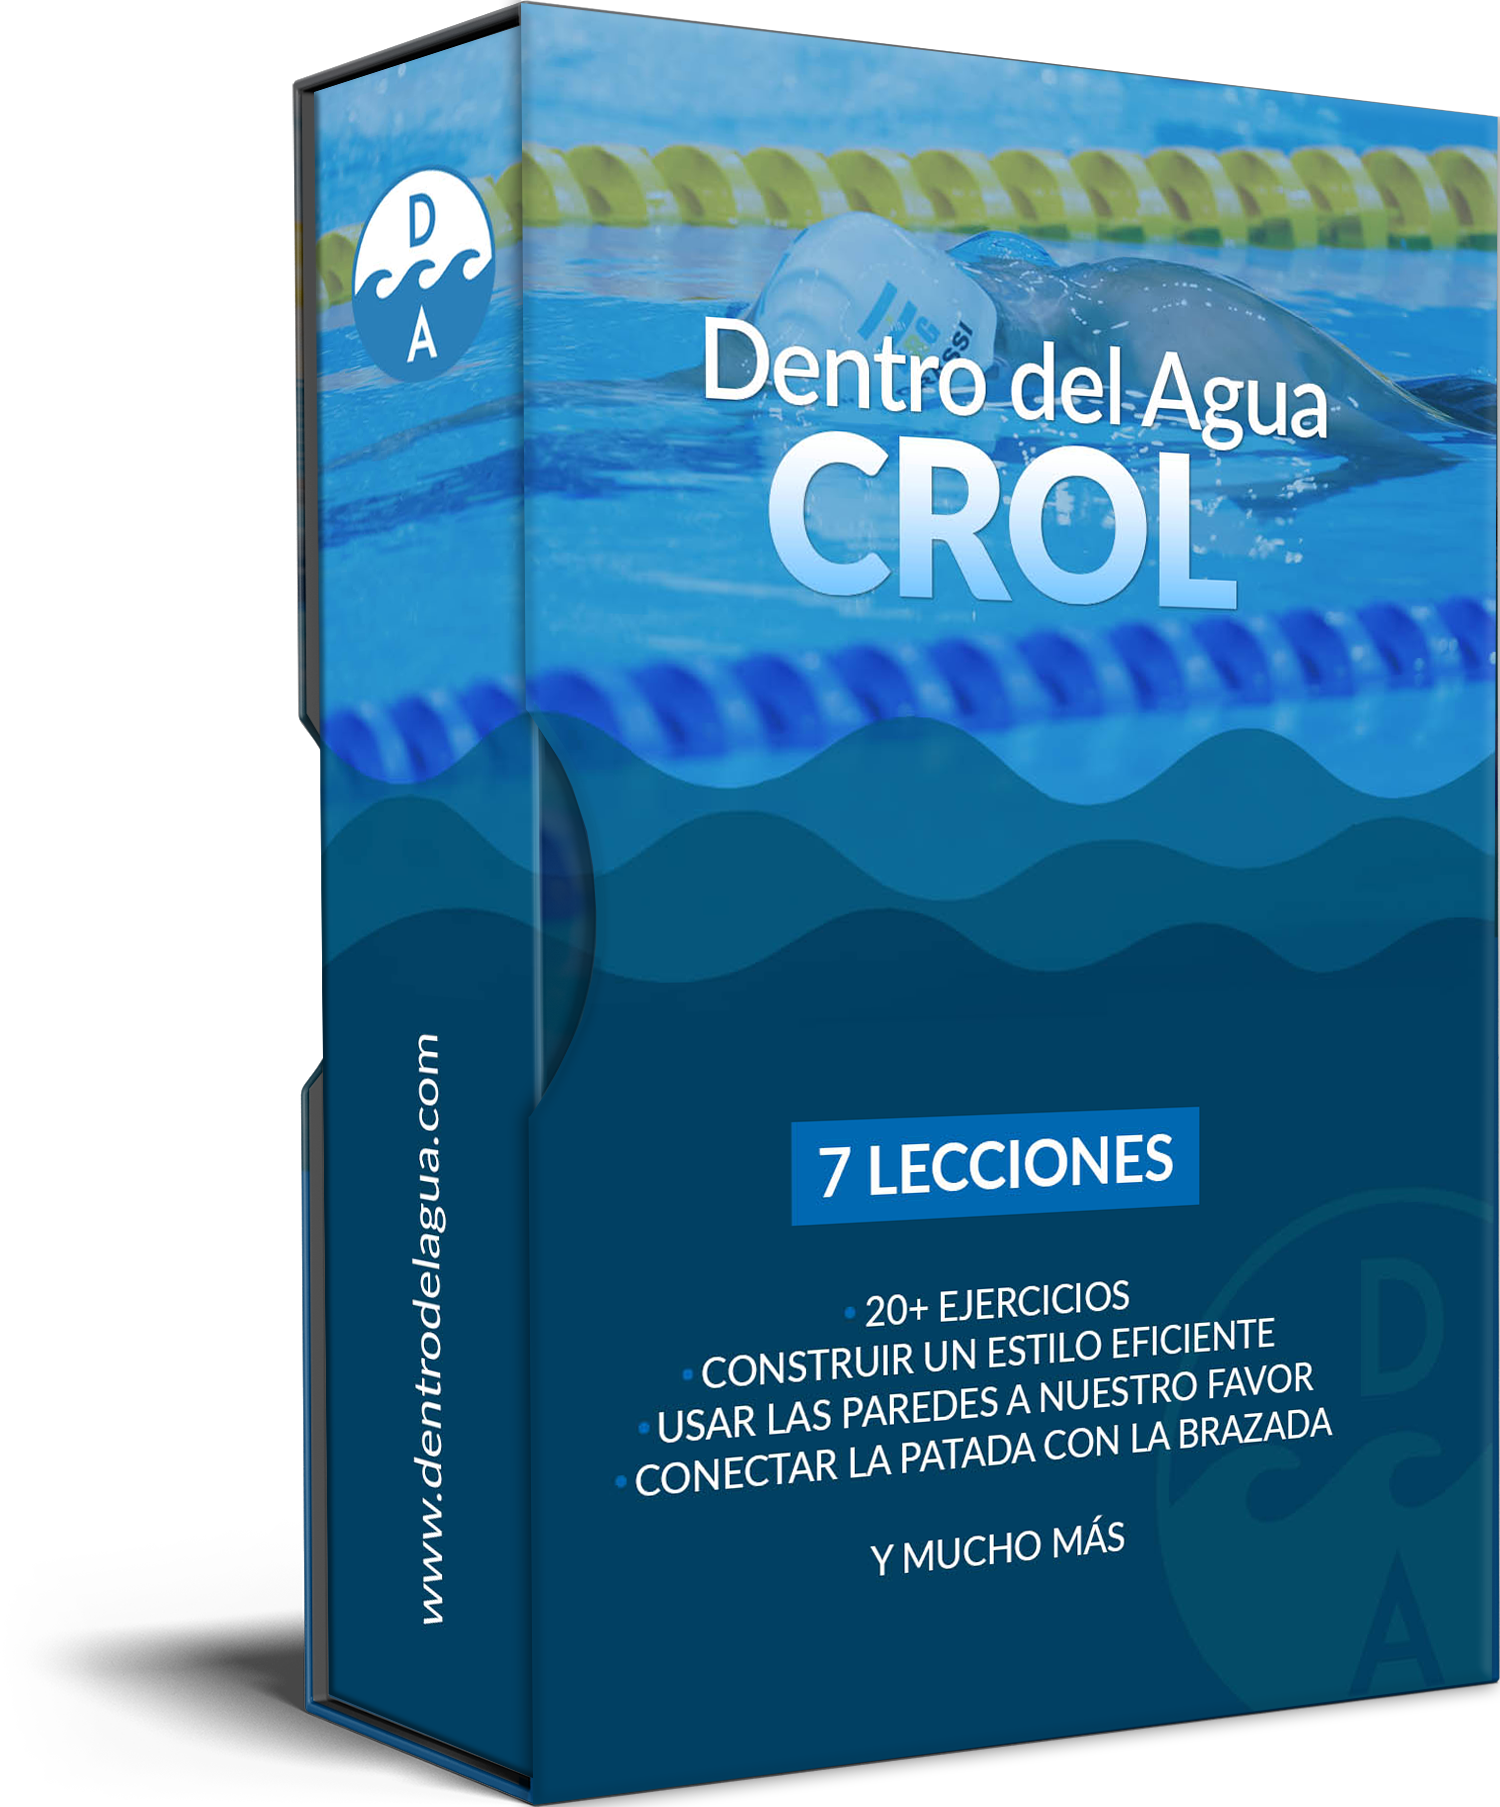 D
A
www.dentrodelagua.com
Dentro del Agua
CROL
7 LECCIONES
• 20+ EJERCICIOS
• CONSTRUIR UN ESTILO EFICIENTE
• USAR LAS PAREDES A NUESTRO FAVOR
• CONECTAR LA PATADA CON LA BRAZADA
Y MUCHO MÁS
D
A